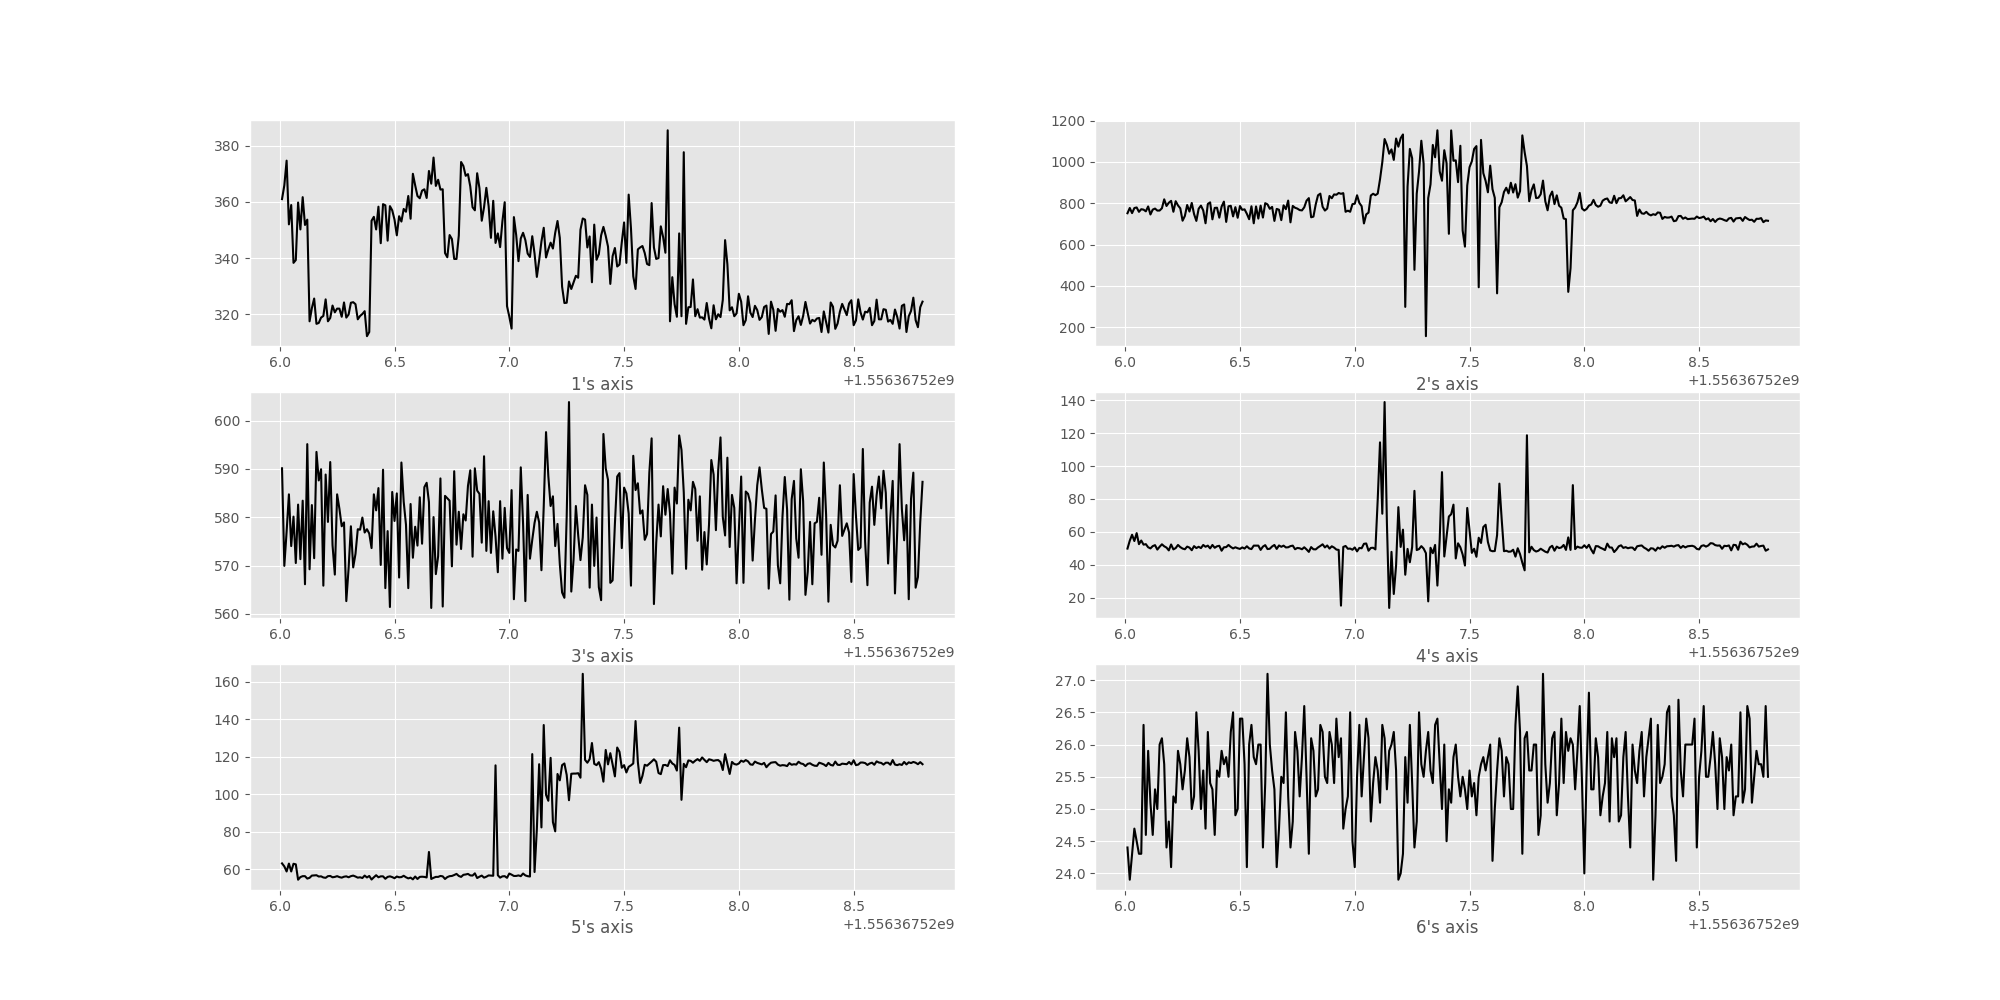 380
360
340
320
6.0 6.5 7.0 7.5 8.0 8.5
1's axis +1.55636752e9
1200
1000
800
600
400
200
6.0 6.5 7.0 7.5 8.0 8.5
2's axis +1.55636752e9
600
590
580
570
560
6.0 6.5 7.0 7.5 8.0 8.5
3's axis +1.55636752e9
140
120
100
80
60
40
20
6.0 6.5 7.0 7.5 8.0 8.5
4's axis +1.55636752e9
160
140
120
100
80
60
6.0 6.5 7.0 7.5 8.0 8.5
5's axis +1.55636752e9
27.0
26.5
26.0
25.5
25.0
24.5
24.0
6.0 6.5 7.0 7.5 8.0 8.5
6's axis +1.55636752e9